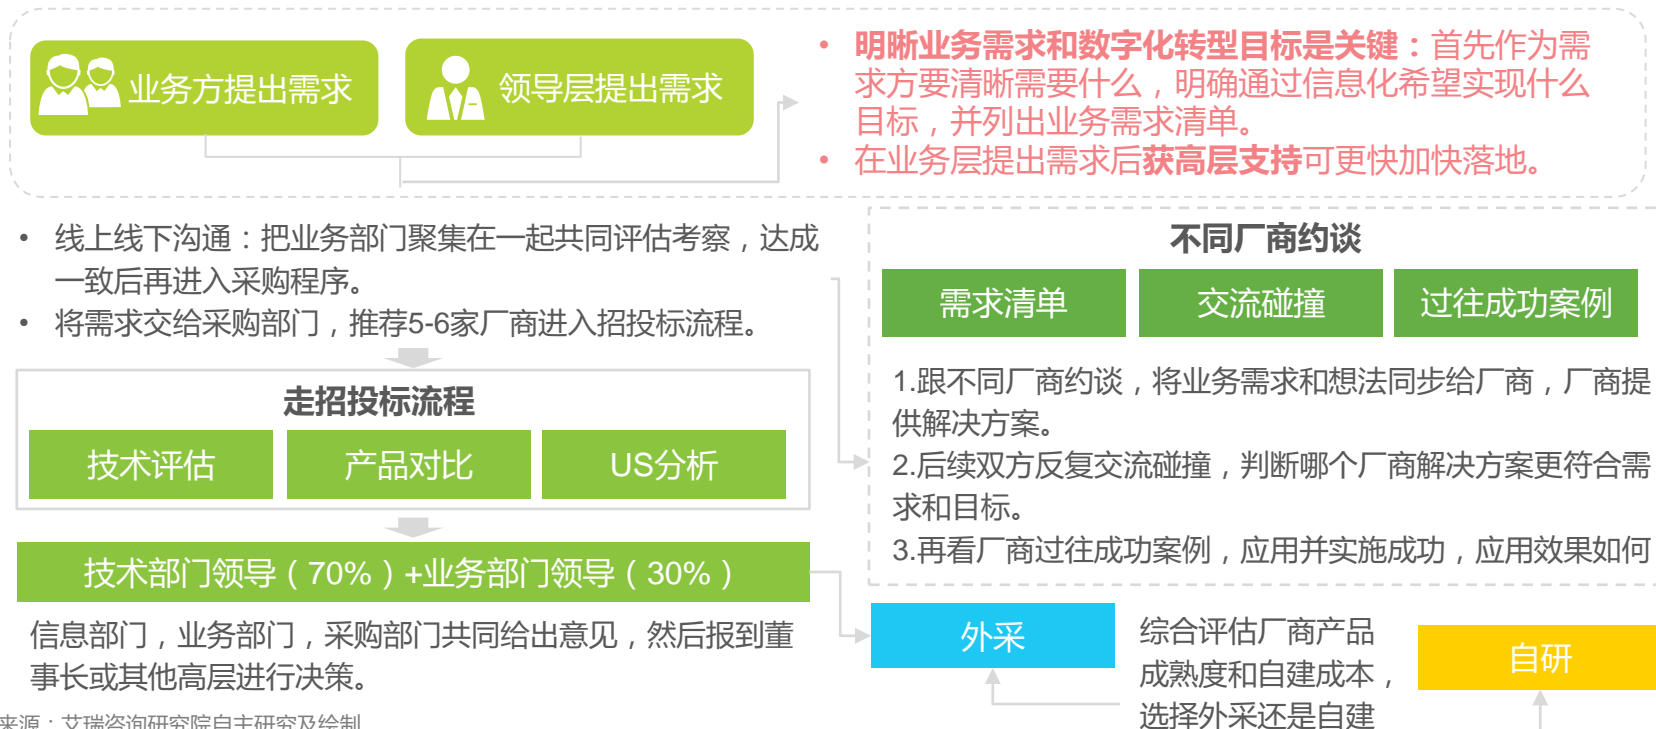 业务方提出需求
领导层提出需求
• 明晰业务需求和数字化转型目标是关键：首先作为需
求方要清晰需要什么，明确通过信息化希望实现什么
目标，并列出业务需求清单。
• 在业务层提出需求后获高层支持可更快加快落地。
• 线上线下沟通：把业务部门聚集在一起共同评估考察，达成
一致后再进入采购程序。
• 将需求交给采购部门，推荐5-6家厂商进入招投标流程。
走招投标流程
技术评估
产品对比
US分析
技术部门领导（70%）+业务部门领导（30%）
信息部门，业务部门，采购部门共同给出意见，然后报到董
事长或其他高层进行决策。
不同厂商约谈
需求清单
交流碰撞
过往成功案例
1.跟不同厂商约谈，将业务需求和想法同步给厂商，厂商提
供解决方案。
2.后续双方反复交流碰撞，判断哪个厂商解决方案更符合需
求和目标。
3.再看厂商过往成功案例，应用并实施成功，应用效果如何
外采
综合评估厂商产品
成熟度和自建成本，
选择外采还是自建
自研
来源：艾瑞咨询研究院自主研究及绘制